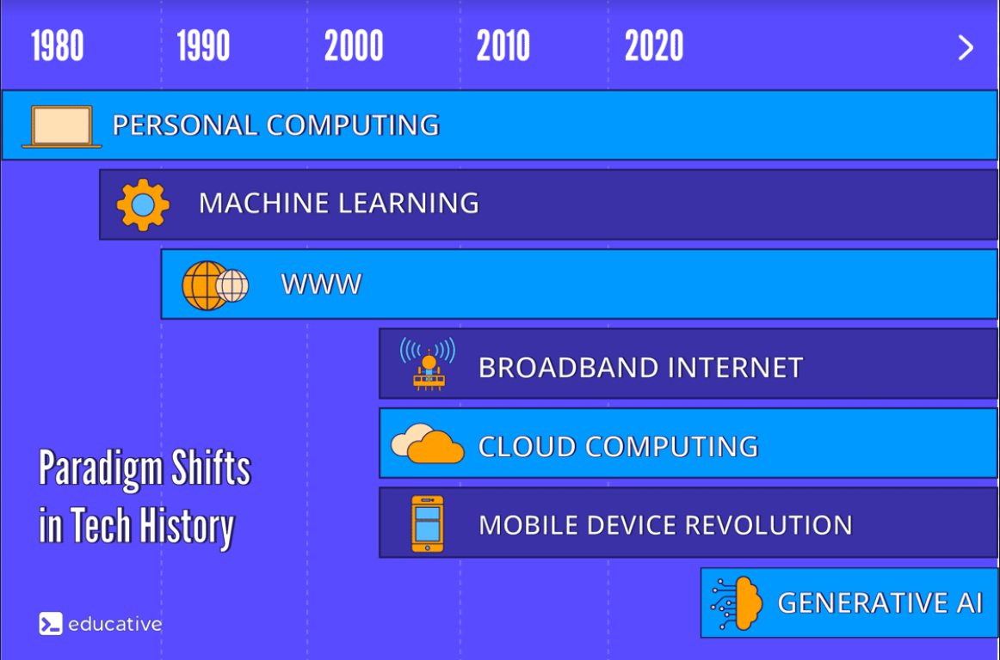 1980 1990 2000 2010 2020
PERSONAL COMPUTING
MACHINE LEARNING
WWW
BROADBAND INTERNET
CLOUD COMPUTING
MOBILE DEVICE REVOLUTION
GENERATIVE AI
Paradigm Shifts
in Tech History
educative